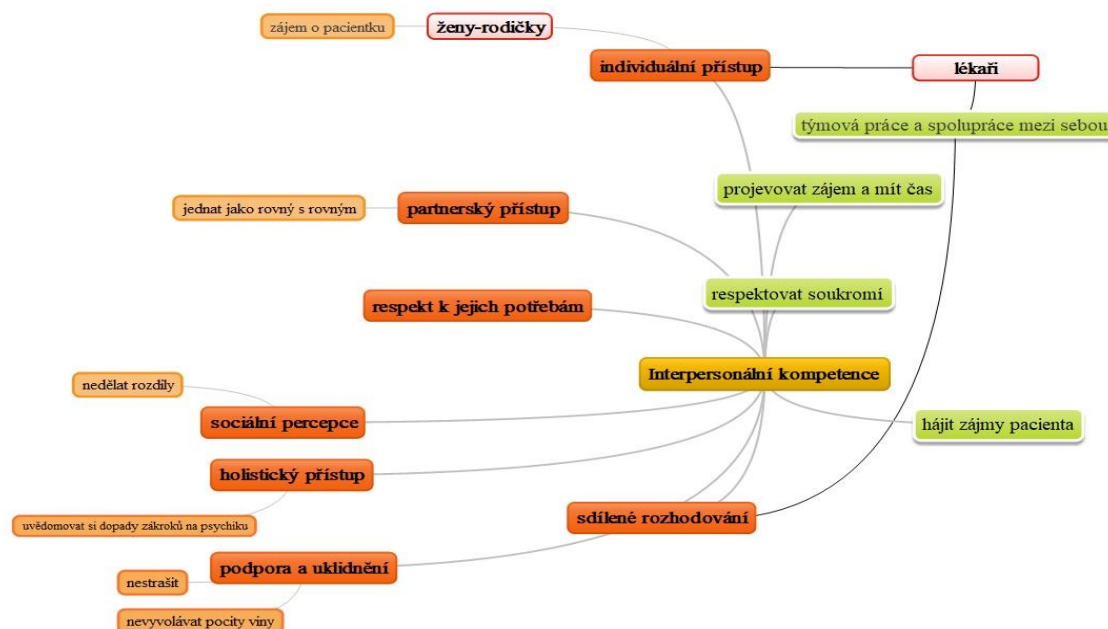 zájem o pacientku
ženy-rodičky
individuální přístup
lékaři
týmová práce a spolupráce mezi sebou
projevovat zájem a mít čas
jednat jako rovný s rovným
partnerský přístup
respektovat soukromí
respekt k jejich potřebám
Interpersonální kompetence
nedělat rozdíly
sociální percepce
hájit zájmy pacienta
holistický přístup
sdílené rozhodování
uvědomovat si dopady zákroků na psychiku
podpora a uklidnění
nestrašit
nevyvolávat pocity viny